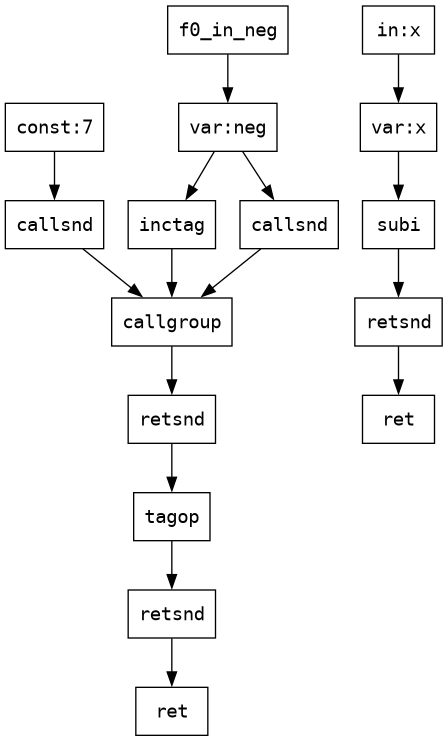 f0_in_neg
in:x
const:7
var:neg
var:x
callsnd
inctag
callsnd
subi
callgroup
retsnd
retsnd
ret
tagop
retsnd
ret